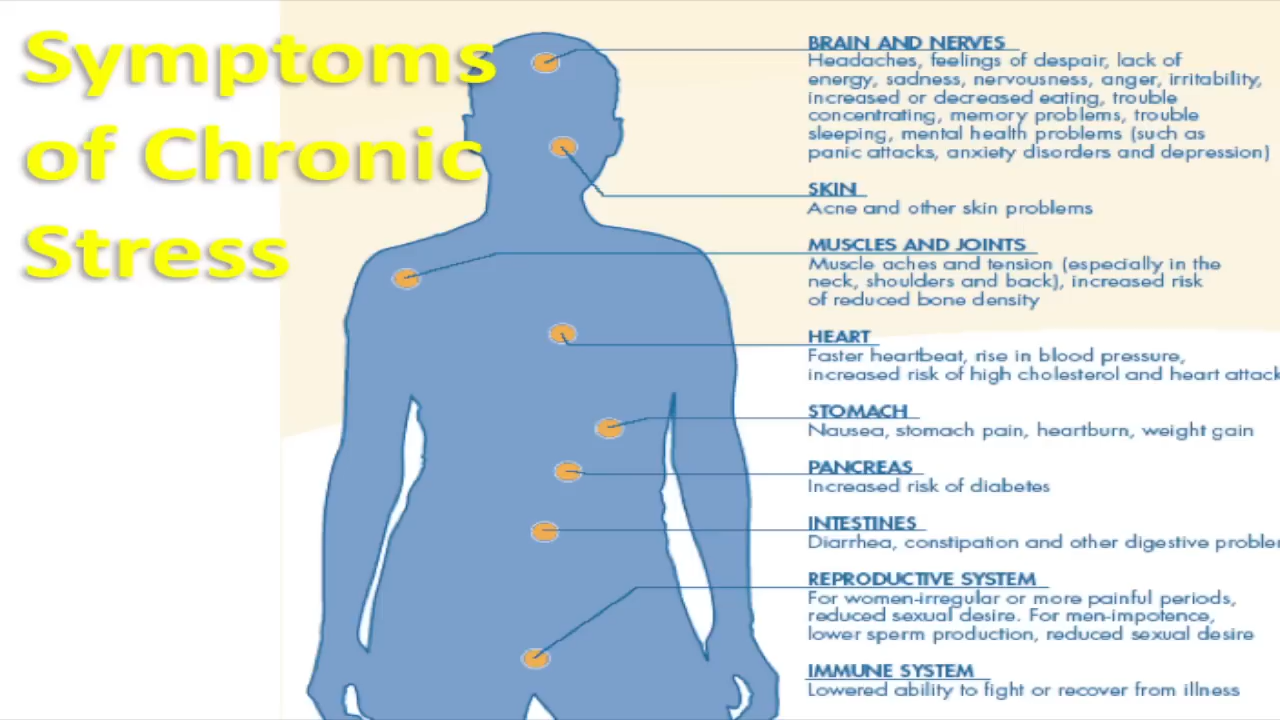 Symptoms
of Chronic
Stress
BRAIN AND NERVES
Headaches, feelings of despair, lack of
energy, sadness, nervousness, anger, irritability,
increased or decreased eating, trouble
concentrating, memory problems, trouble
sleeping, mental health problems (such as
panic attacks, anxiety disorders and depression)
SKIN
Acne and other skin problems
MUSCLES AND JOINTS
Muscle aches and tension (especially in the
neck, shoulders and back), increased risk
of reduced bone density
HEART
Faster heartbeat, rise in blood pressure,
increased risk of high cholesterol and heart attack
STOMACH
Nausea, stomach pain, heartburn, weight gain
PANCREAS
Increased risk of diabetes
INTESTINES
Diarrhea, constipation and other digestive proble
REPRODUCTIVE SYSTEM
For women-irregular or more painful periods,
reduced sexual desire. For men-impotence,
lower sperm production, reduced sexual desire
IMMUNE SYSTEM
Lowered ability to fight or recover from illness